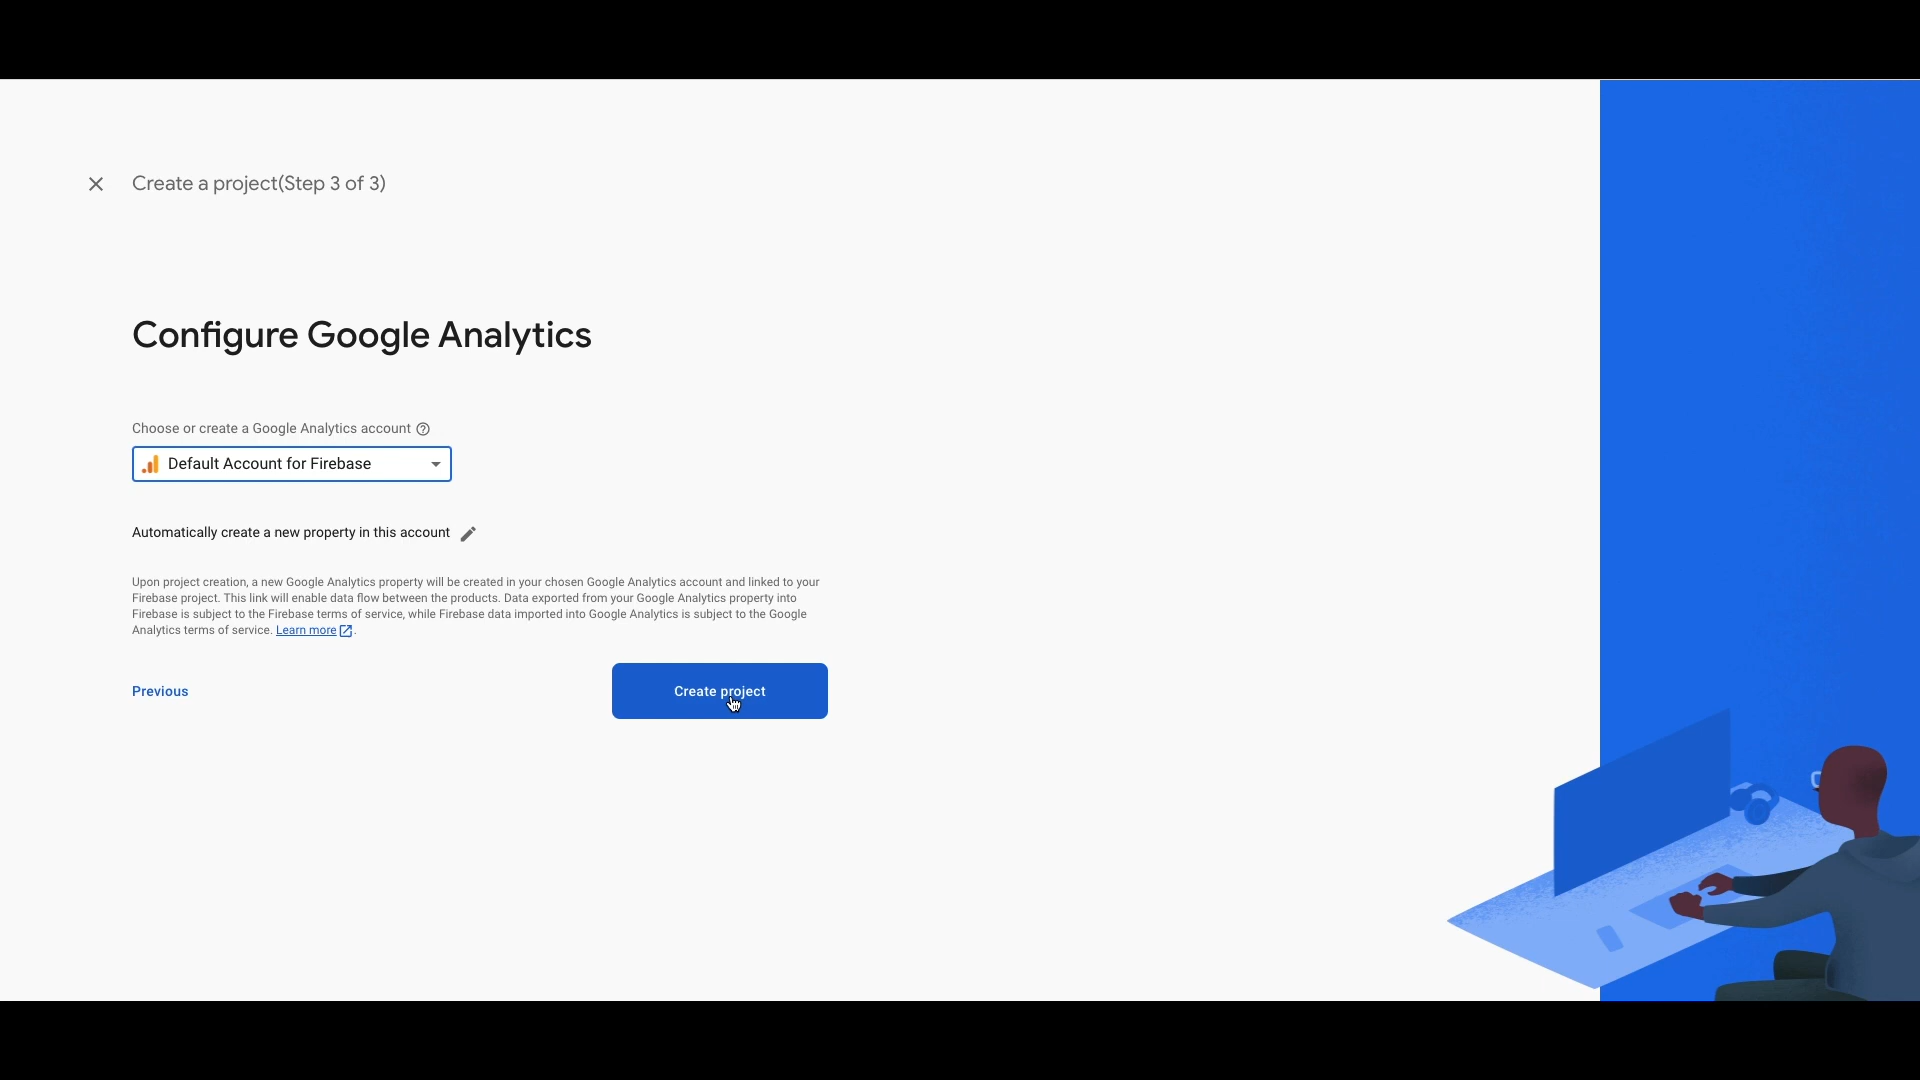 Create a project(Step 3 of 3)
Configure Google Analytics
Choose or create a Google Analytics account
Default Account for Firebase
Automatically create a new property in this account
Upon project creation, a new Google Analytics property will be created in your chosen Google Analytics account and linked to your
Firebase project. This link will enable data flow between the products. Data exported from your Google Analytics property into
Firebase is subject to the Firebase terms of service, while Firebase data imported into Google Analytics is subject to the Google
Analytics terms of service. Learn more.
Previous
Create project